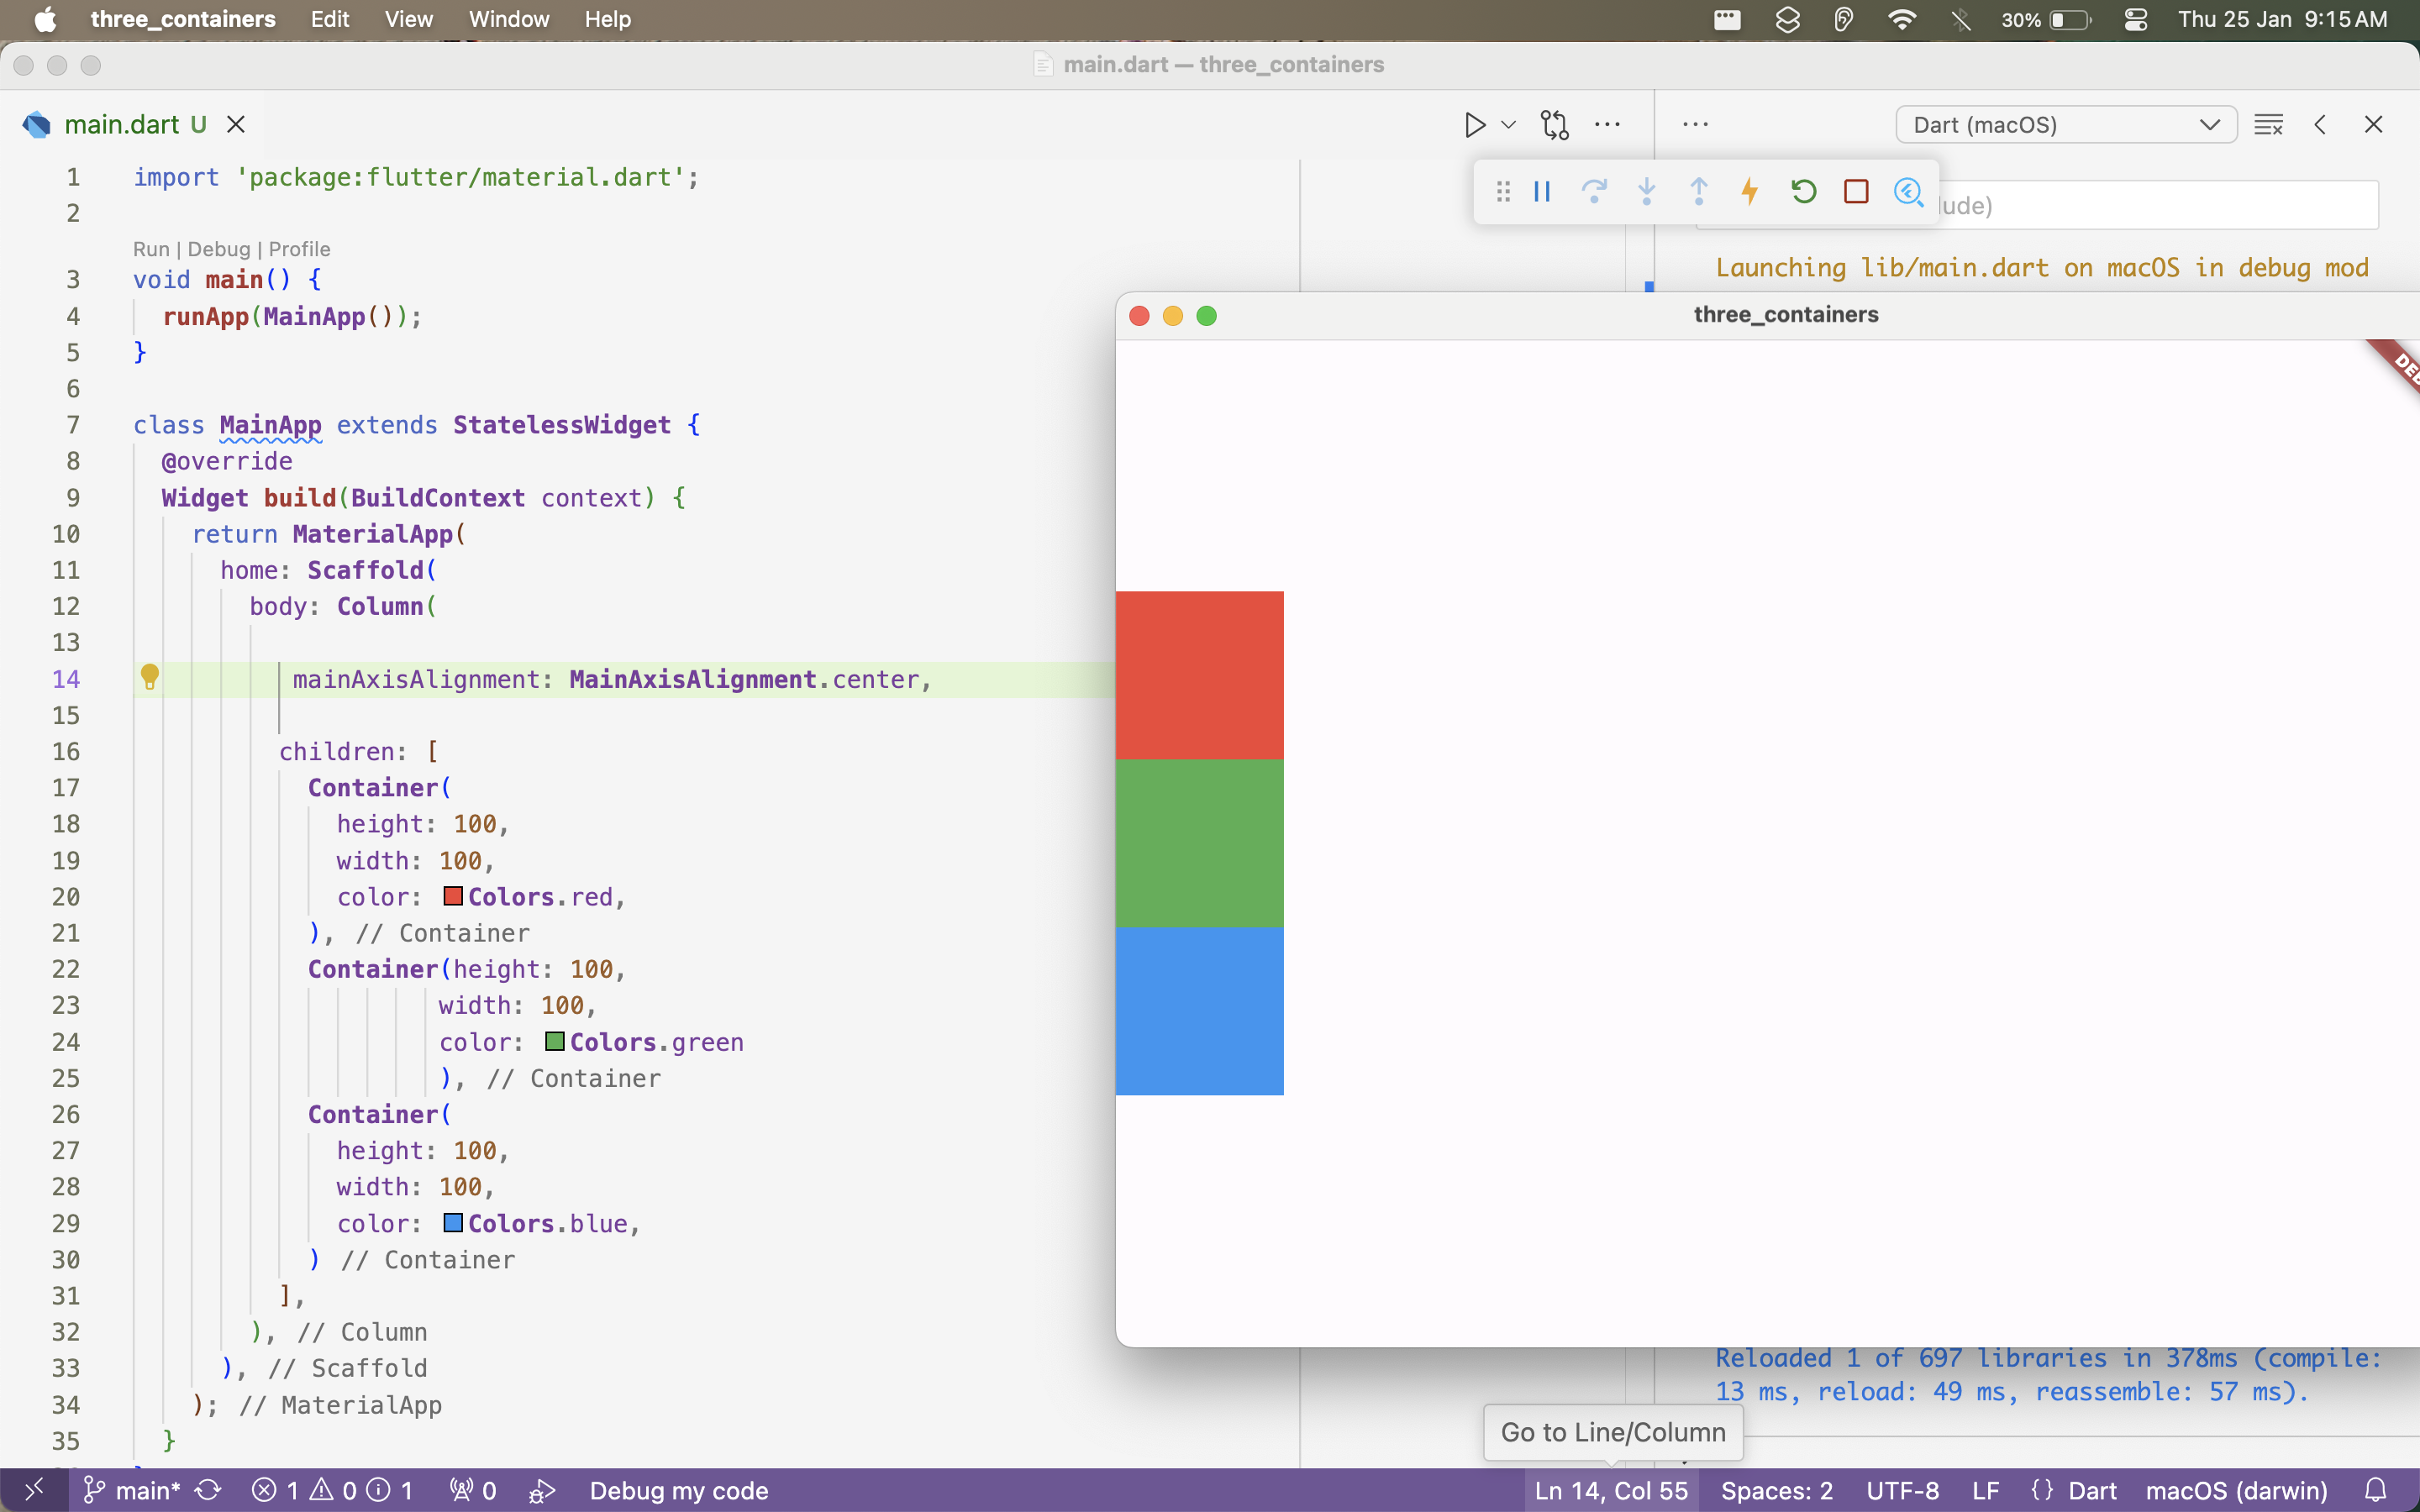 three_containers Edit View Window Help 30% Thu 25 Jan 9:15 AM
main.dart — three_containers
main.dart U
Dart (macOS)
lude)
1 import 'package:flutter/material.dart';
2
Run | Debug | Profile
3 void main() {
4 runApp(MainApp());
5 }
6
7 class MainApp extends StatelessWidget {
8 @override
9 Widget build(BuildContext context) {
10 return MaterialApp(
11 home: Scaffold(
12 body: Column(
13
14 mainAxisAlignment: MainAxisAlignment.center,
15
16 children: [
17 Container(
18 height: 100,
19 width: 100,
20 color: Colors.red,
21 ), // Container
22 Container(height: 100,
23 width: 100,
24 color: Colors.green
25 ), // Container
26 Container(
27 height: 100,
28 width: 100,
29 color: Colors.blue,
30 ) // Container
31 ],
32 ), // Column
33 ), // Scaffold
34 ); // MaterialApp
35 }
Launching lib/main.dart on macOS in debug mod
three_containers
DEB
Reloaded 1 of 697 libraries in 378ms (compile:
13 ms, reload: 49 ms, reassemble: 57 ms).
Go to Line/Column
main* 1 0 1 0 Debug my code Ln 14, Col 55 Spaces: 2 UTF-8 LF {} Dart macOS (darwin)